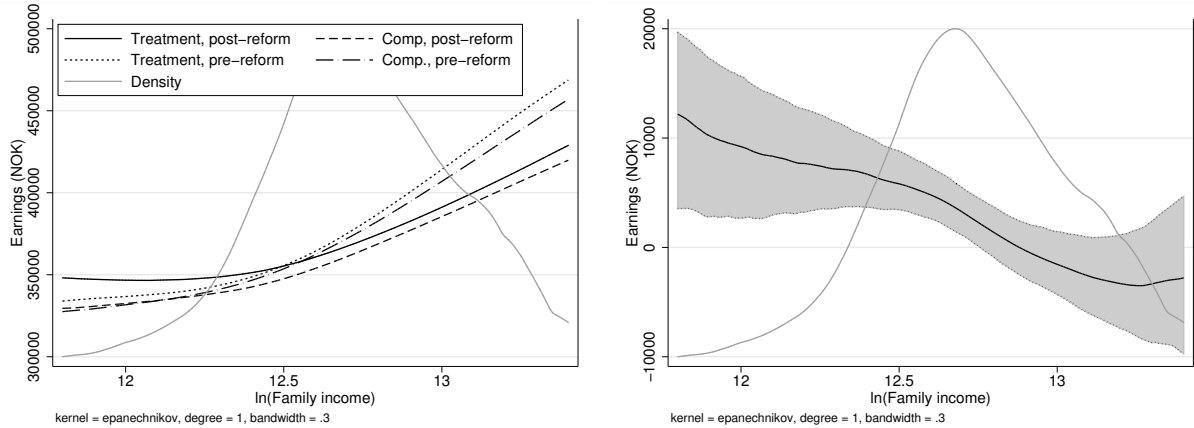 500000
Treatment, post−reform
Comp, post−reform
Treatment, pre−reform
Comp., pre−reform
Density
450000
400000
350000
300000
Earnings (NOK)
12
12.5
13
ln(Family income)
kernel = epanechnikov, degree = 1, bandwidth = .3
20000
10000
0
−10000
Earnings (NOK)
12
12.5
13
ln(Family income)
kernel = epanechnikov, degree = 1, bandwidth = .3